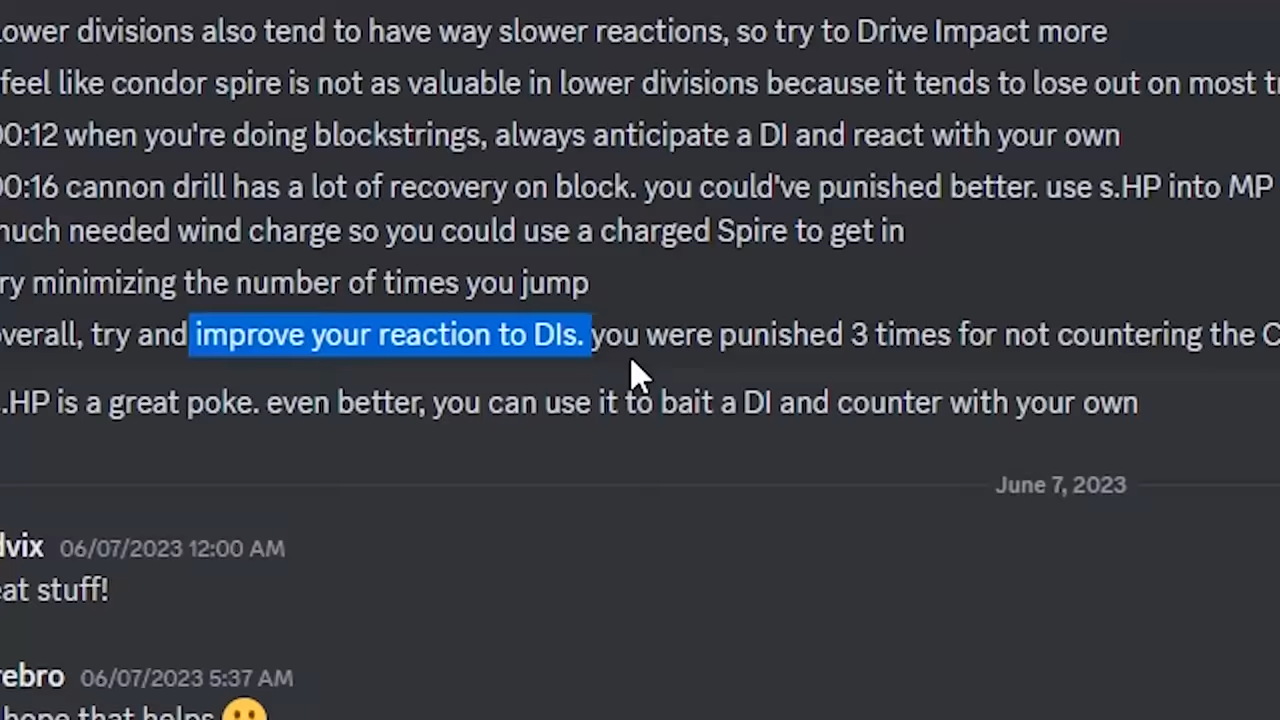 lower divisions also tend to have way slower reactions, so try to Drive Impact more
feel like condor spire is not as valuable in lower divisions because it tends to lose out on most
00:12 when you're doing blockstrings, always anticipate a DI and react with your own
00:16 cannon drill has a lot of recovery on block. you could've punished better. use s.HP into MP
much needed wind charge so you could use a charged Spire to get in
try minimizing the number of times you jump
overall, try and improve your reaction to DIs. you were punished 3 times for not countering the
s.HP is a great poke. even better, you can use it to bait a DI and counter with your own
June 7, 2023
dvix 06/07/2023 12:00 AM
eat stuff!
rebro 06/07/2023 5:37 AM
hope that helps 🙂